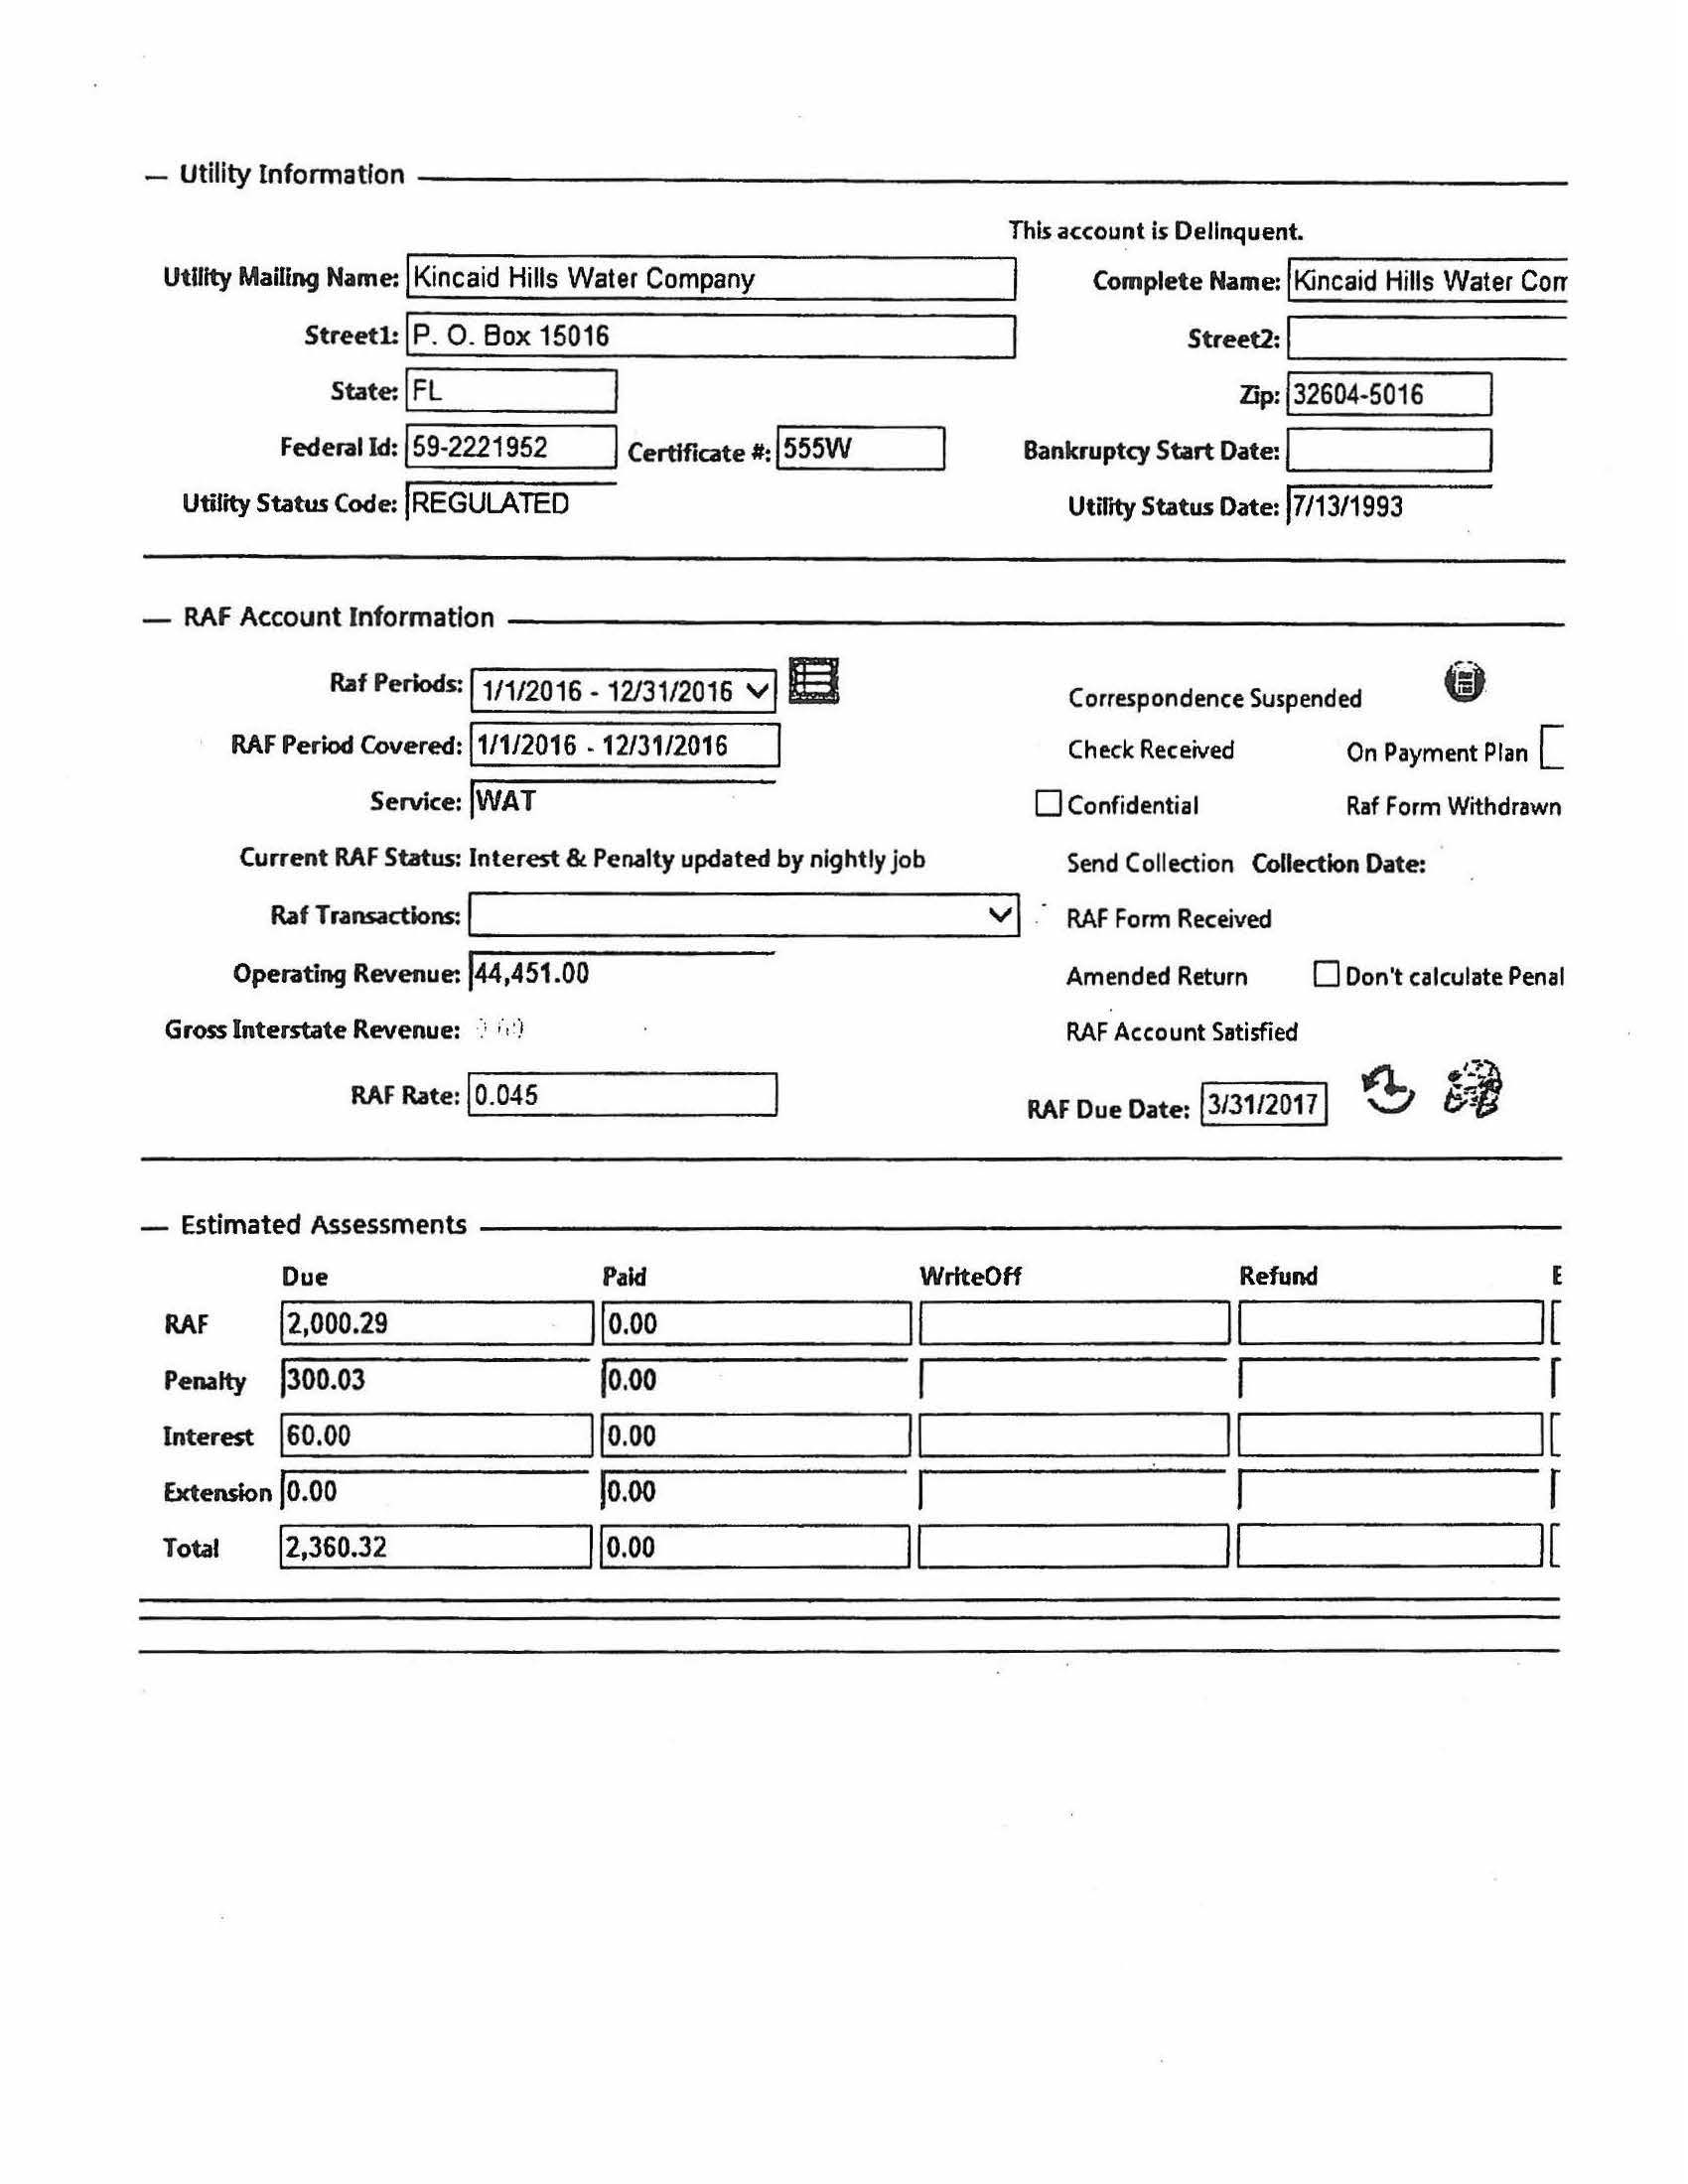 Utility Information
This account is Delinquent.
Utility Mailing Name: Kincaid Hills Water Company Complete Name: Kincaid Hills Water Com
Street1: P. O. Box 15016 Street2:
State: FL Zip: 32604-5016
Federal Id: 59-2221952 Certificate #: 555W Bankruptcy Start Date:
Utility Status Code: REGULATED Utility Status Date: 7/13/1993
RAF Account Information
Raf Periods: 1/1/2016 - 12/31/2016 Correspondence Suspended
RAF Period Covered: 1/1/2016 - 12/31/2016 Check Received On Payment Plan
Service: WAT Confidential Raf Form Withdrawn
Current RAF Status: Interest & Penalty updated by nightly job Send Collection Collection Date:
Raf Transactions: RAF Form Received
Operating Revenue: 44,451.00 Amended Return Don't calculate Penal
Gross Interstate Revenue: RAF Account Satisfied
RAF Rate: 0.045 RAF Due Date: 3/31/2017
Estimated Assessments
Due Paid WriteOff Refund E
RAF 2,000.29 0.00
Penalty 300.03 0.00
Interest 60.00 0.00
Extension 0.00 0.00
Total 2,360.32 0.00